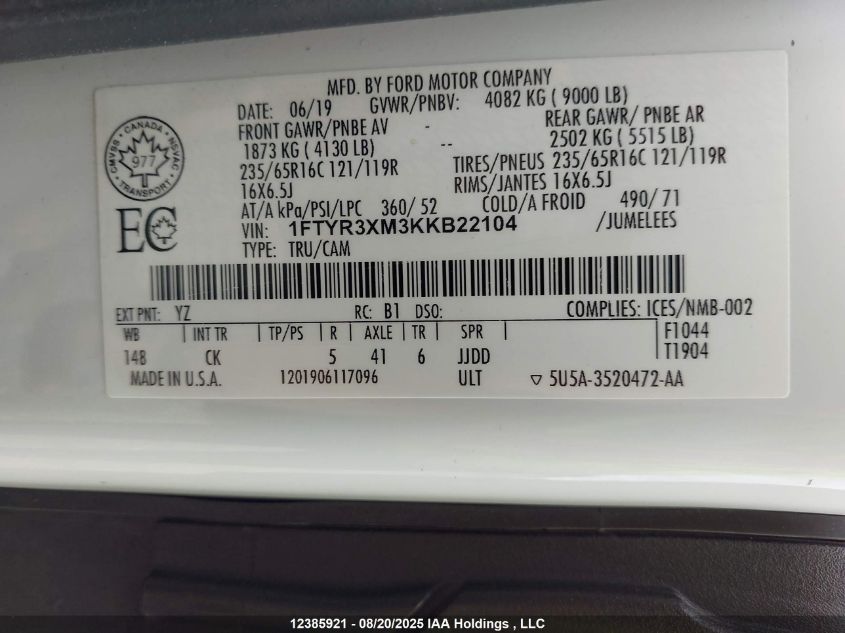 MFD. BY FORD MOTOR COMPANY
DATE: 06/19 GVWR/PNBV: 4082 KG ( 9000 LB)
FRONT GAWR/PNBE AV - REAR GAWR/ PNBE AR
1873 KG ( 4130 LB) -- 2502 KG ( 5515 LB)
235/65R16C 121/119R TIRES/PNEUS 235/65R16C 121/119R
16X6.5J RIMS/JANTES 16X6.5J
AT/A kPa/PSI/LPC 360/ 52 COLD/A FROID 490/ 71
VIN: 1FTYR3XM3KKB22104 /JUMELEES
TYPE: TRU/CAM
CANADA
CMVSS NSVAC
977
TRANSPORT
EC
EXT PNT: YZ RC: B1 DSO: COMPLIES: ICES/NMB-002
WB INT TR TP/PS R AXLE TR SPR F1044
148 CK 5 41 6 JJDD T1904
MADE IN U.S.A. 1201906117096 ULT ▽ 5U5A-3520472-AA
12385921 - 08/20/2025 IAA Holdings , LLC